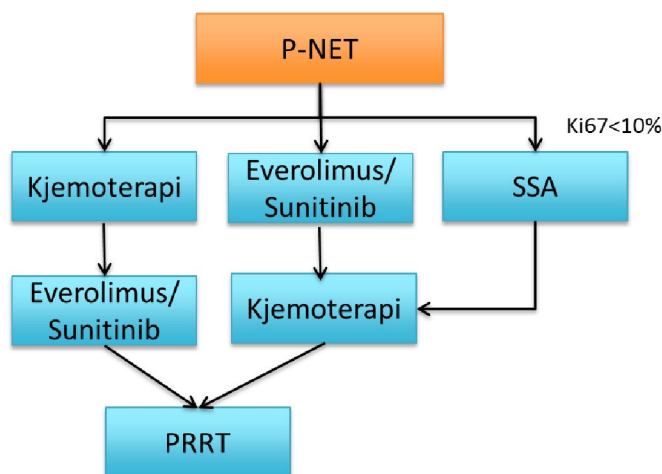 P-NET
Ki67<10%
Kjemoterapi
Everolimus/
Sunitinib
SSA
Everolimus/
Sunitinib
Kjemoterapi
PRRT